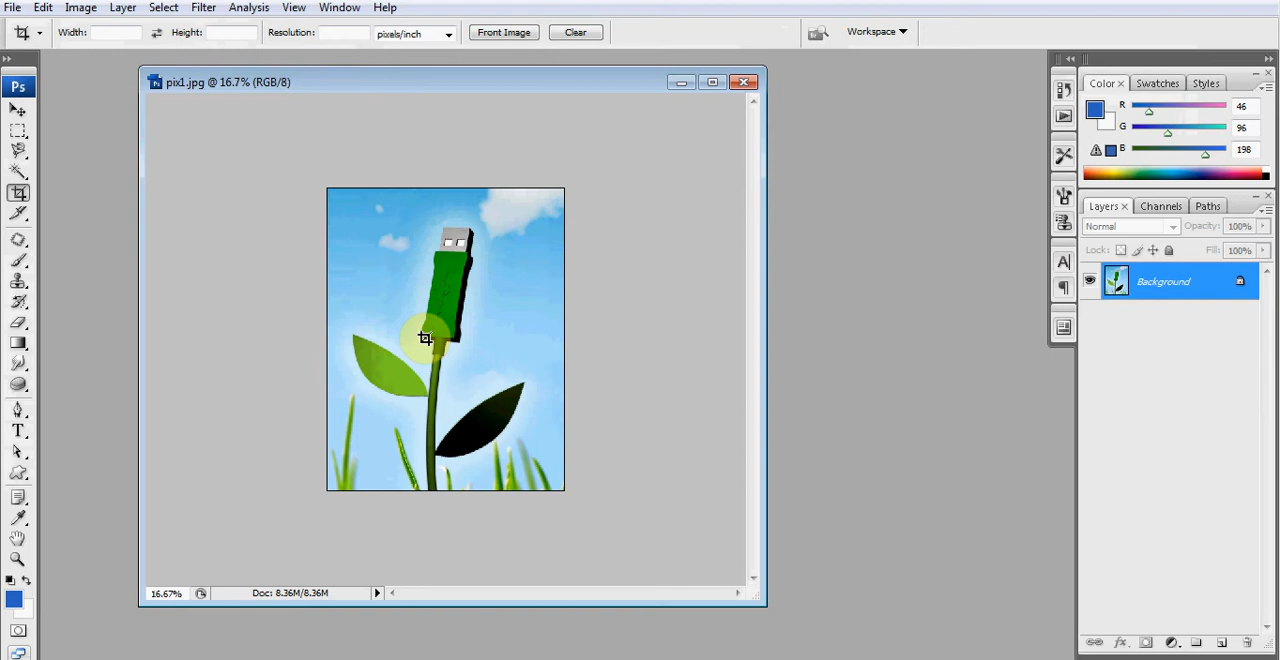 File Edit Image Layer Select Filter Analysis View Window Help
Width: Height: Resolution: pixels/inch Front Image Clear Workspace
Ps
pix1.jpg @ 16.7% (RGB/8)
Color Swatches Styles
R 46
G 96
B 198
Layers Channels Paths
Normal Opacity: 100%
Lock: Fill: 100%
Background
T
A
16.67% Doc: 8.36M/8.36M
fx